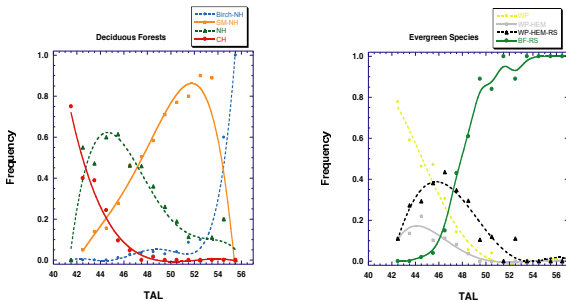 Birch-NH
SM-NH
NH
CH
Deciduous Forests
1.0
0.8
0.6
0.4
0.2
0.0
Frequency
40 42 44 46 48 50 52 54 56
TAL
WP
WP-HEM
WP-HEM-RS
BF-RS
Evergreen Species
1.0
0.8
0.6
0.4
0.2
0.0
Frequency
40 42 44 46 48 50 52 54 56
TAL